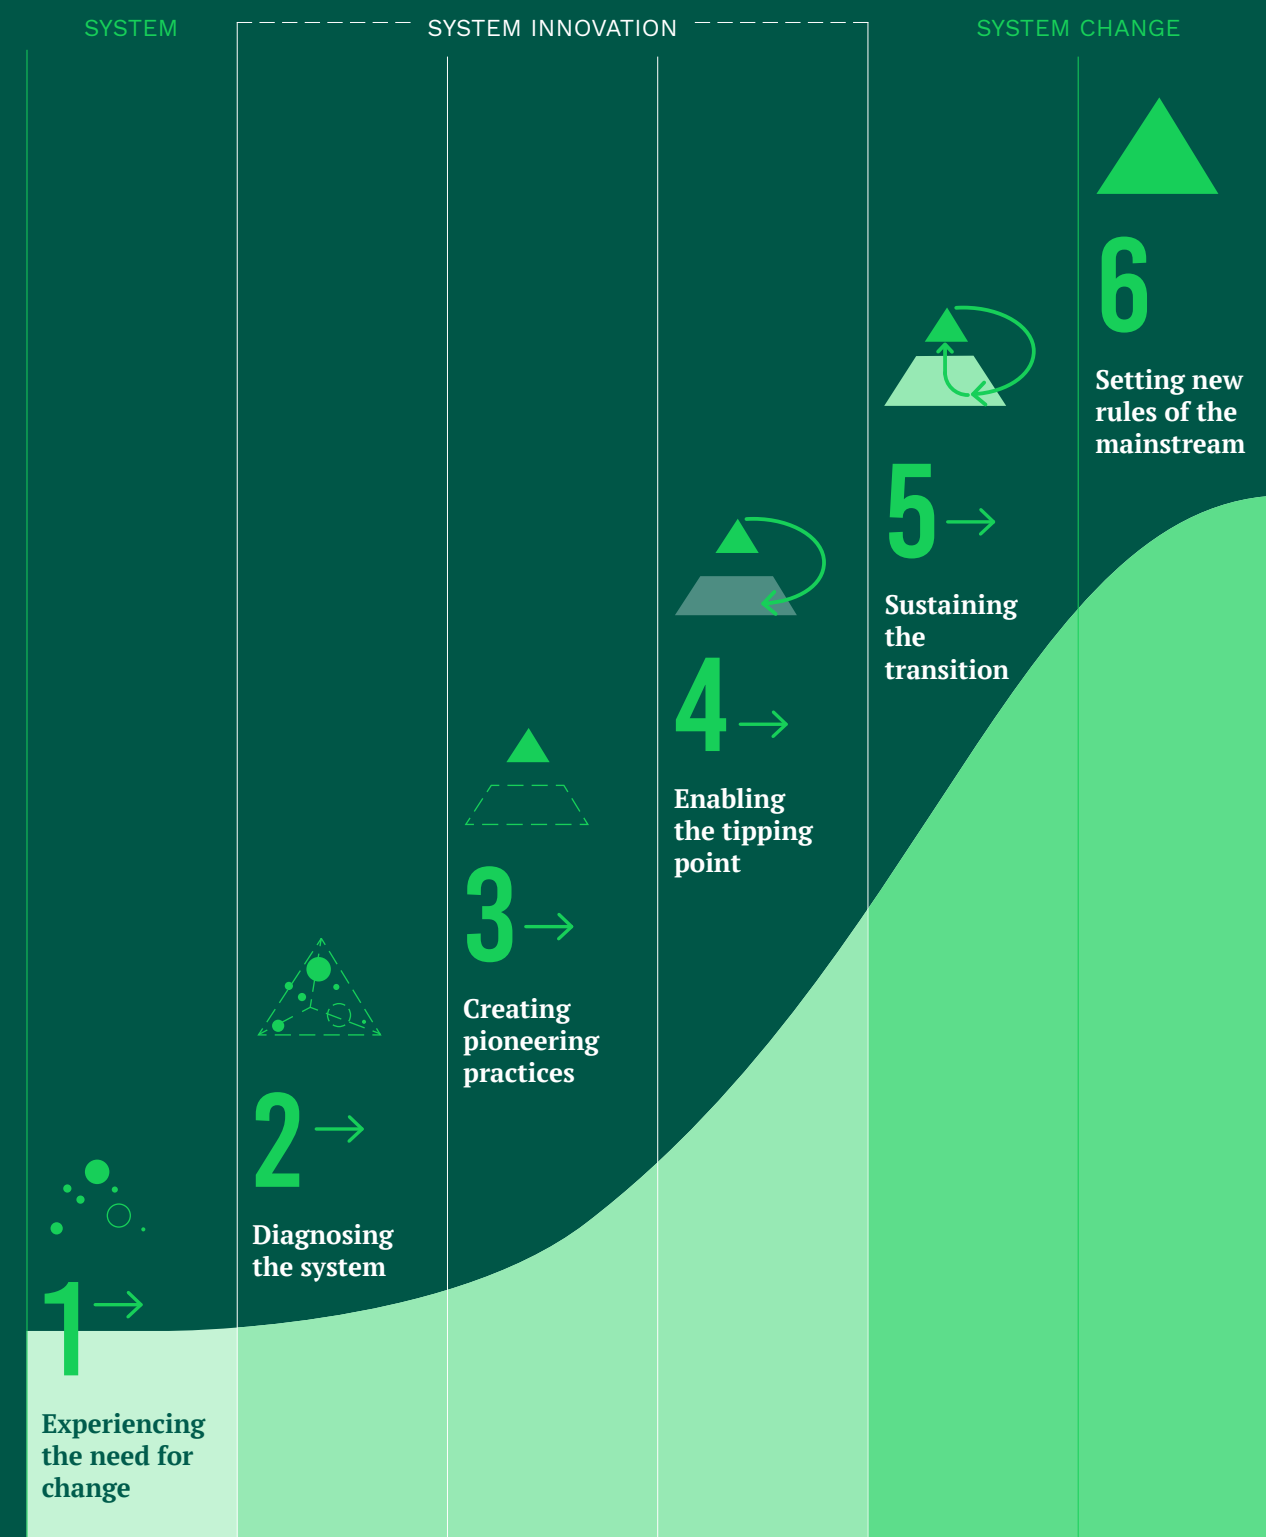 SYSTEM
SYSTEM INNOVATION
SYSTEM CHANGE
1
Experiencing
the need for
change
2
Diagnosing
the system
3
Creating
pioneering
practices
4
Enabling
the tipping
point
5
Sustaining
the
transition
6
Setting new
rules of the
mainstream